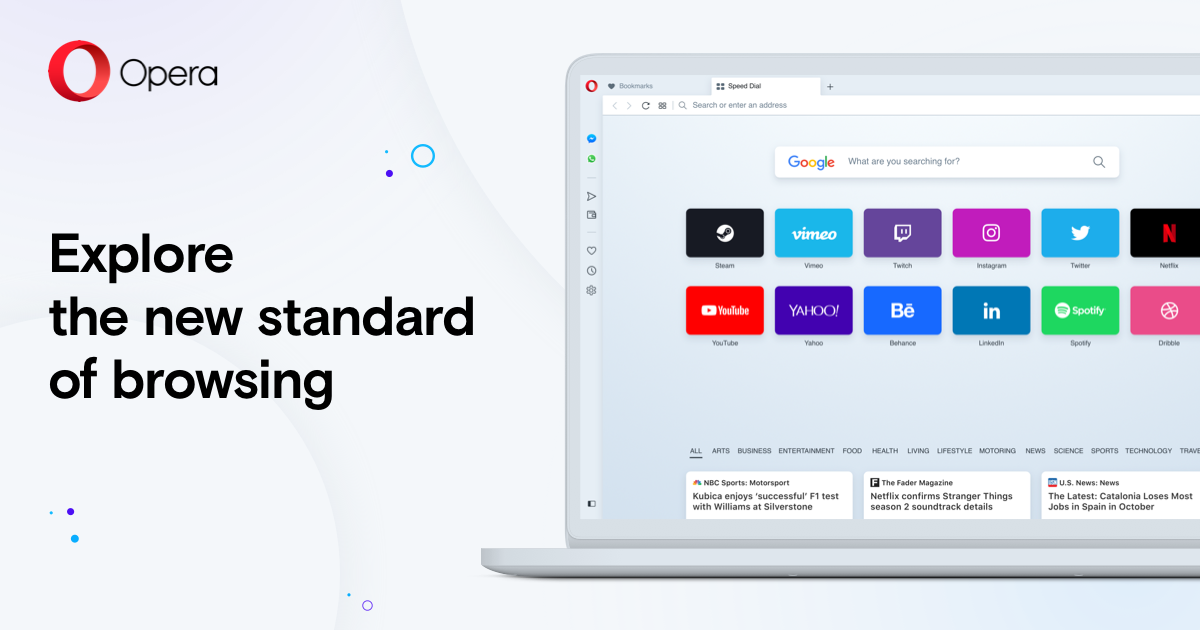 Opera
Explore
the new standard
of browsing
Bookmarks
Speed Dial
Search or enter an address
Google What are you searching for?
vimeo
Steam Vimeo Twitch Instagram Twitter Netflix
YouTube YAHOO! Bē in Spotify
YouTube Yahoo Behance LinkedIn Spotify Dribble
ALL ARTS BUSINESS ENTERTAINMENT FOOD HEALTH LIVING LIFESTYLE MOTORING NEWS SCIENCE SPORTS TECHNOLOGY TRAVE
NBC Sports: Motorsport
Kubica enjoys ‘successful’ F1 test
with Williams at Silverstone
The Fader Magazine
Netflix confirms Stranger Things
season 2 soundtrack details
U.S. News: News
The Latest: Catalonia Loses Most
Jobs in Spain in October